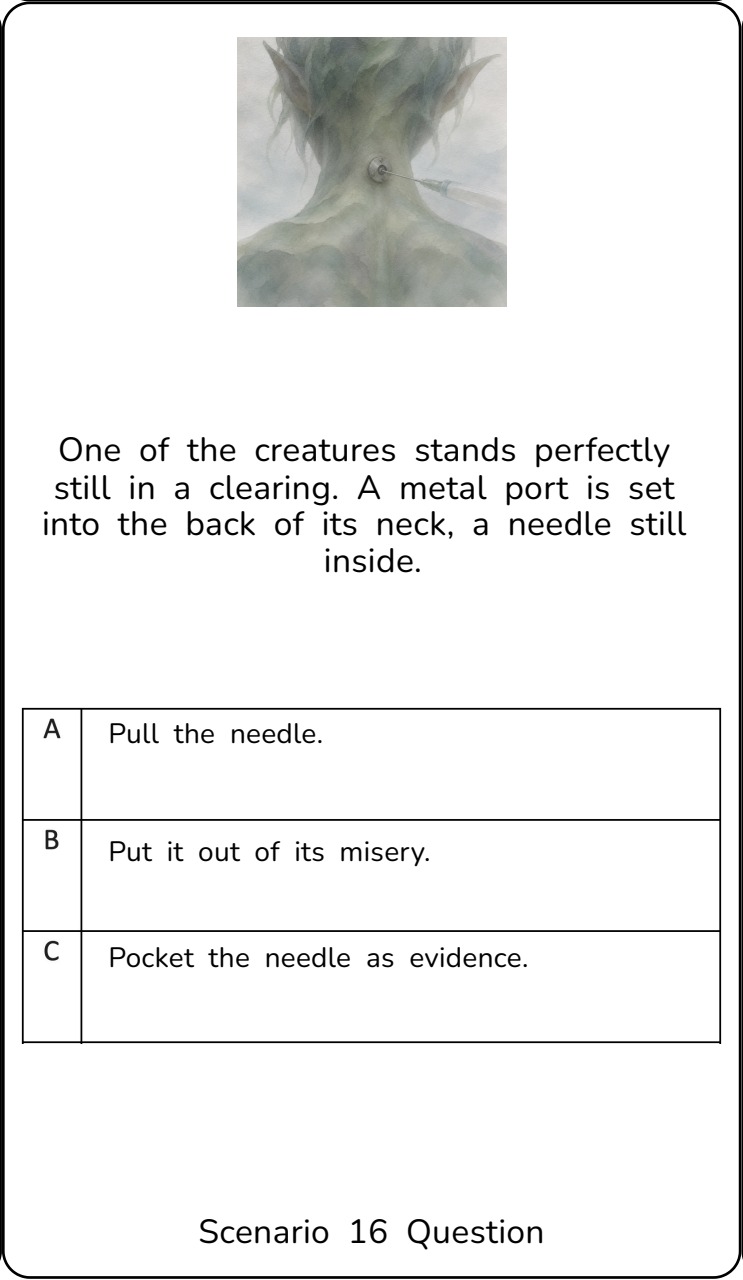 One of the creatures stands perfectly
still in a clearing. A metal port is set
into the back of its neck, a needle still
inside.
A Pull the needle.
B Put it out of its misery.
C Pocket the needle as evidence.
Scenario 16 Question